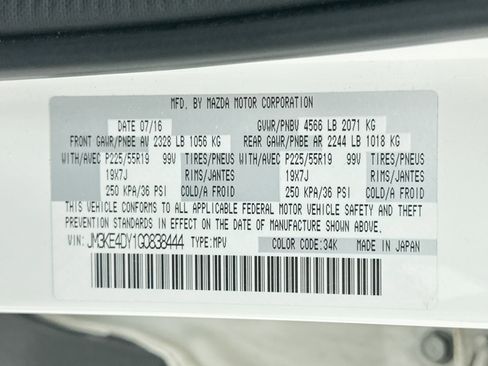 MFD. BY MAZDA MOTOR CORPORATION
DATE 07/16 GVWR/PNBV 4566 LB 2071 KG
FRONT GAWR/PNBE AV 2328 LB 1056 KG REAR GAWR/PNBE AR 2244 LB 1018 KG
WITH/AVEC P225/55R19 99V TIRES/PNEUS WITH/AVEC P225/55R19 99V TIRES/PNEUS
19X7J RIMS/JANTES 19X7J RIMS/JANTES
250 KPA/36 PSI COLD/A FROID 250 KPA/36 PSI COLD/A FROID
THIS VEHICLE CONFORMS TO ALL APPLICABLE FEDERAL MOTOR VEHICLE SAFETY AND THEFT
PREVENTION STANDARDS IN EFFECT ON THE DATE OF MANUFACTURE SHOWN ABOVE.
VIN: JM3KE4DY1G0838444 TYPE: MPV COLOR CODE: 34K MADE IN JAPAN